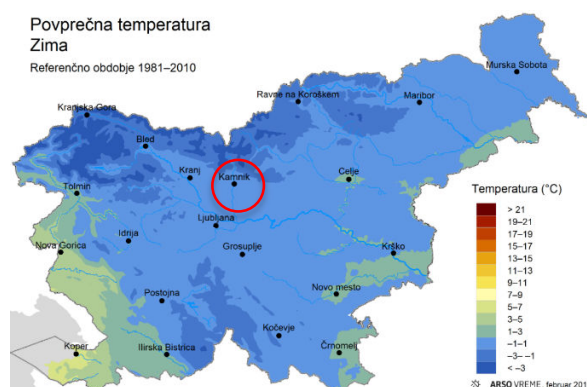 Povprečna temperatura
Zima
Referenčno obdobje 1981–2010
Murska Sobota
Ravne na Koroškem
Maribor
Kranjska Gora
Bled
Kranj
Kamnik
Celje
Tolmin
Ljubljana
Idrija
Nova Gorica
Grosuplje
Krško
Postojna
Novo mesto
Kočevje
Koper
Ilirska Bistrica
Črnomelj
Temperatura (°C)
> 21
19–21
17–19
15–17
13–15
11–13
9–11
7–9
5–7
3–5
1–3
-1–1
-3– -1
< -3
ARSO VREME, februar